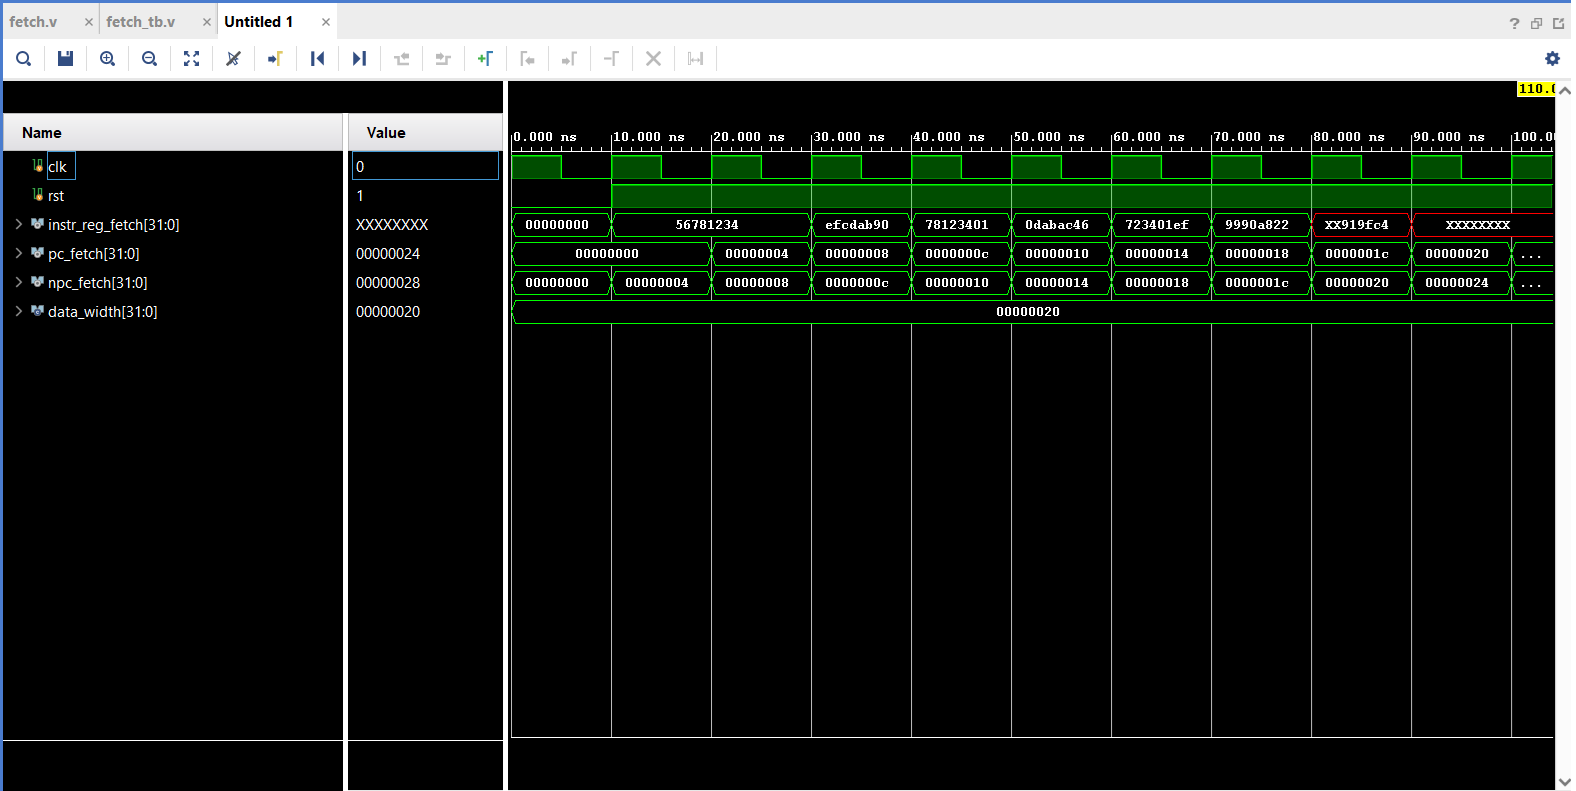 fetch.v × fetch_tb.v × Untitled 1 ×
?
110.0
Name Value
0.000 ns 10.000 ns 20.000 ns 30.000 ns 40.000 ns 50.000 ns 60.000 ns 70.000 ns 80.000 ns 90.000 ns 100.0
clk 0
rst 1
instr_reg_fetch[31:0] XXXXXXXX 00000000 56781234 efcdab90 78123401 0dabac46 723401ef 9990a822 XX919fc4 XXXXXXXX
pc_fetch[31:0] 00000024 00000000 00000004 00000008 0000000c 00000010 00000014 00000018 0000001c 00000020 ...
npc_fetch[31:0] 00000028 00000000 00000004 00000008 0000000c 00000010 00000014 00000018 0000001c 00000020 00000024 ...
data_width[31:0] 00000020 00000020